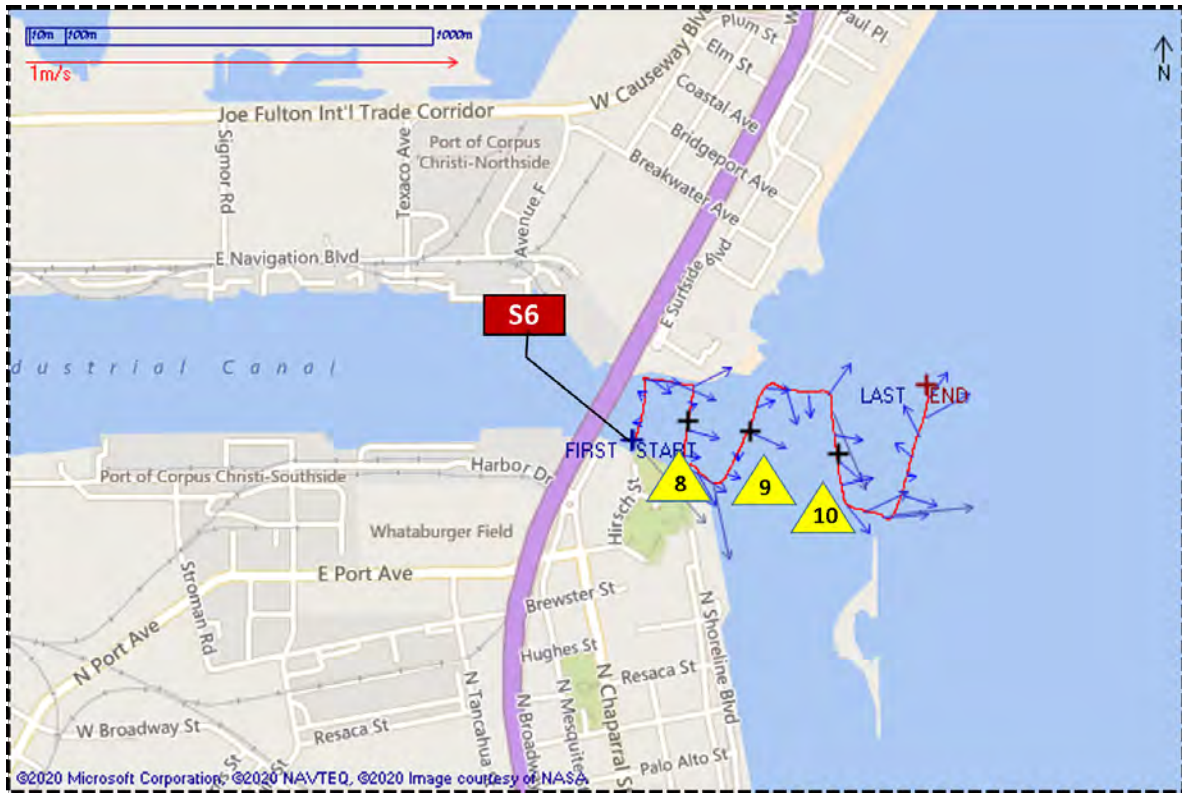 10m
100m
1000m
1m/s
N
Plum St
Elm St
Coastal Ave
Bridgeport Ave
Breakwater Ave
Paul Pl.
W Causeway Blvd
Joe Fulton Int'l Trade Corridor
Sigmor Rd
Texaco Ave
Port of Corpus
Christi-Northside
Avenue F
E Navigation Blvd
E Surfside Blvd
S6
dustrial Canal
LAST
END
FIRST
START
Port of Corpus Christi-Southside
Harbor Dr
8
9
10
Hirsch St
Whataburger Field
E Port Ave
Stroman Rd
N Port Ave
Brewster St
Hughes St
N Shoreline Blvd
Resaca St
N Tancahua
N Broadway
N Mesquite
N Chaparral S
W Broadway St
Resaca St
Palo Alto St
©2020 Microsoft Corporation, ©2020 NAVTEQ, ©2020 Image courtesy of NASA